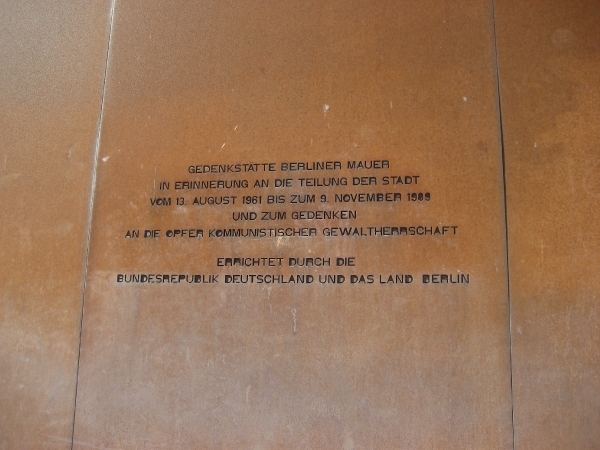 GEDENKSTÄTTE BERLINER MAUER
IN ERINNERUNG AN DIE TEILUNG DER STADT
VOM 13. AUGUST 1961 BIS ZUM 9. NOVEMBER 1989
UND ZUM GEDENKEN
AN DIE OPFER KOMMUNISTISCHER GEWALTHERRSCHAFT
ERRICHTET DURCH DIE
BUNDESREPUBLIK DEUTSCHLAND UND DAS LAND BERLIN